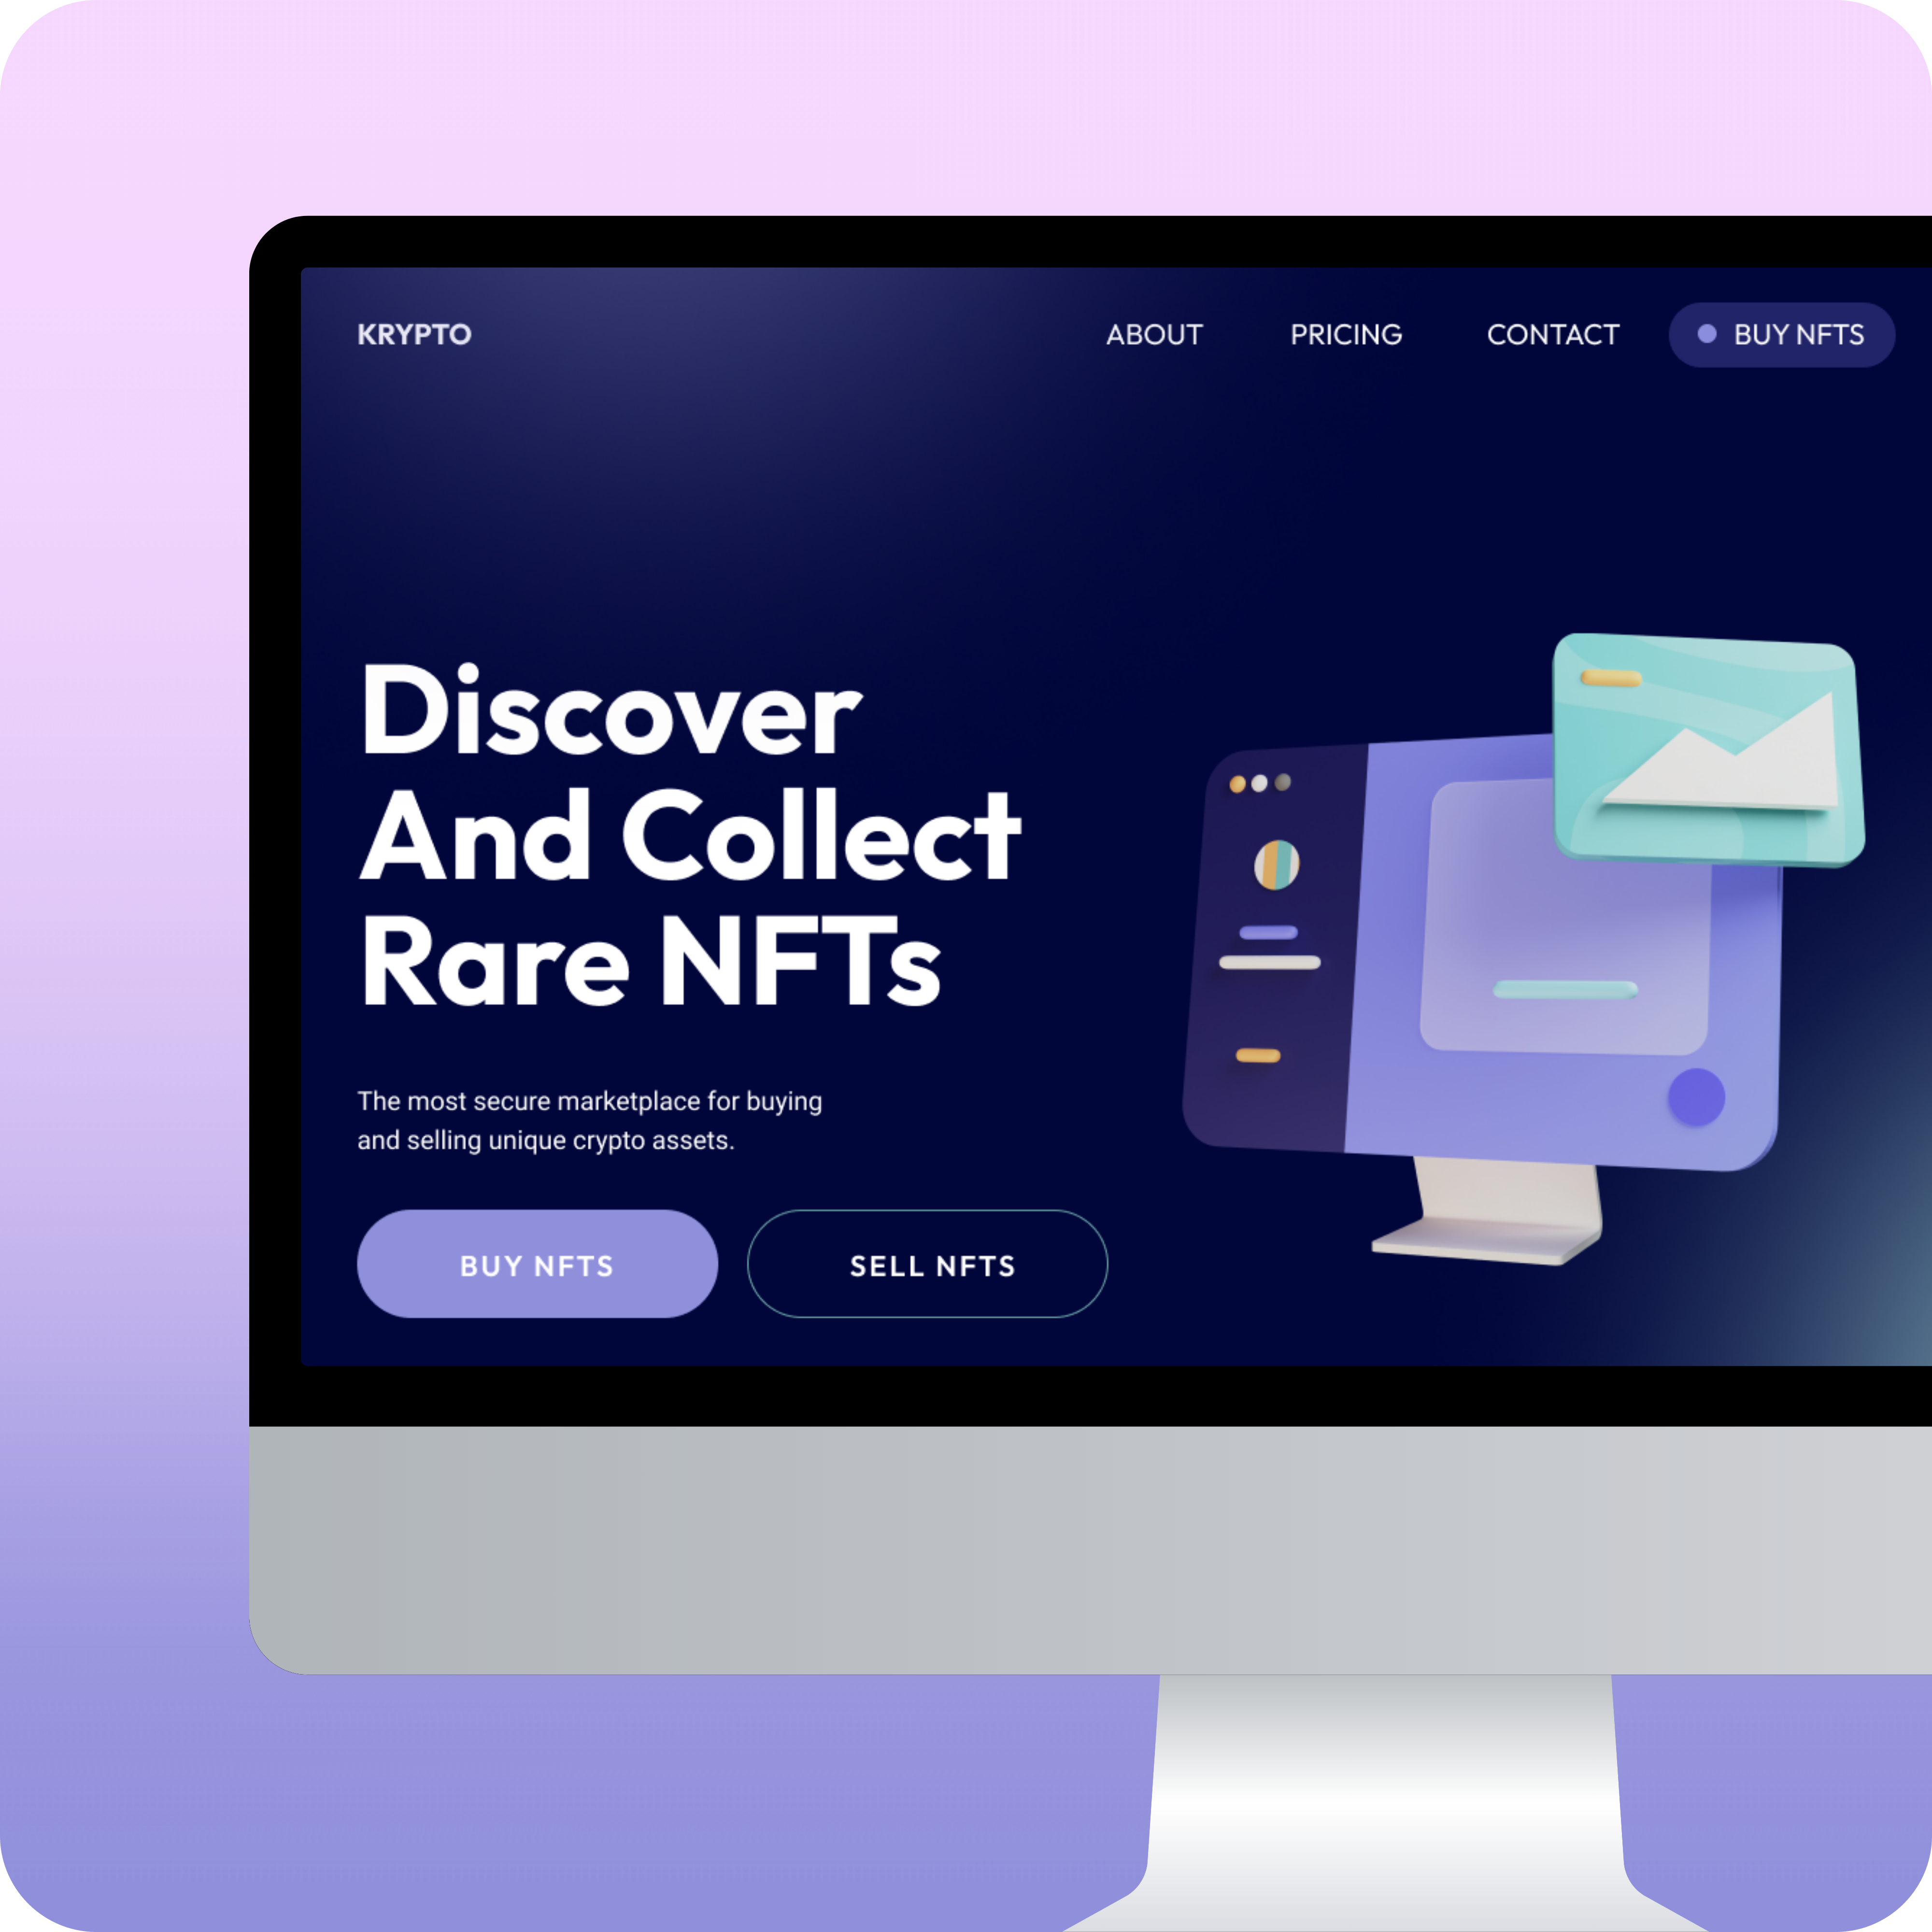 KRYPTO
ABOUT PRICING CONTACT BUY NFTS
Discover
And Collect
Rare NFTs
The most secure marketplace for buying
and selling unique crypto assets.
BUY NFTS
SELL NFTS